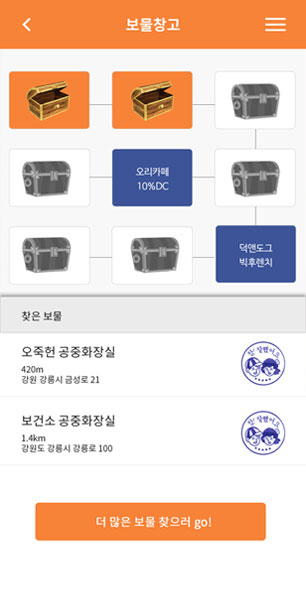 보물창고
오리카페
10%DC
덕앤도그
빅후렌치
찾은 보물
오죽헌 공중화장실
420m
강원 강릉시 금성로 21
보건소 공중화장실
1.4km
강원도 강릉시 강릉로 100
더 많은 보물 찾으러 go!